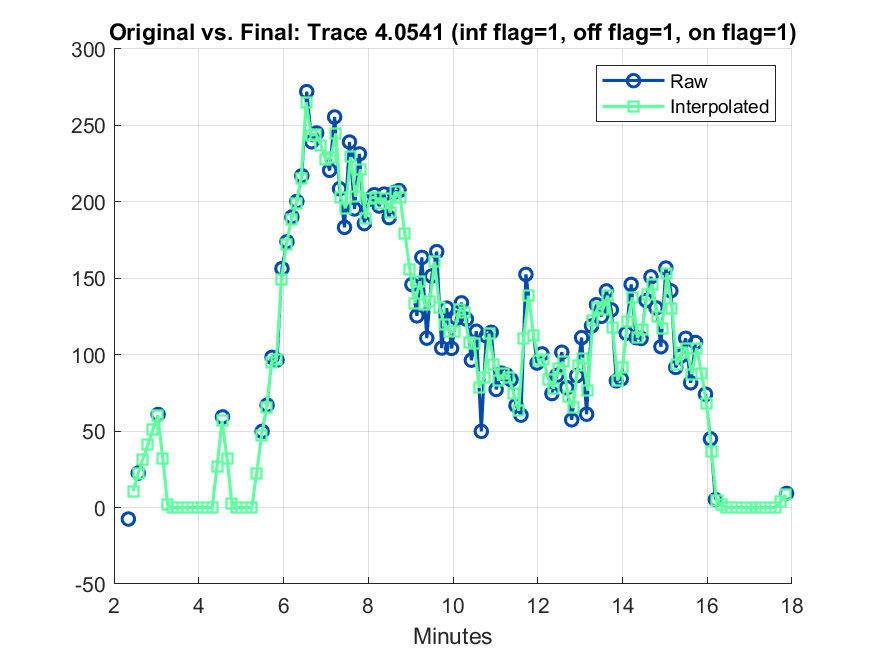 Original vs. Final: Trace 4.0541 (inf flag=1, off flag=1, on flag=1)
300
250
200
150
100
50
0
-50
Raw
Interpolated
2 4 6 8 10 12 14 16 18
Minutes